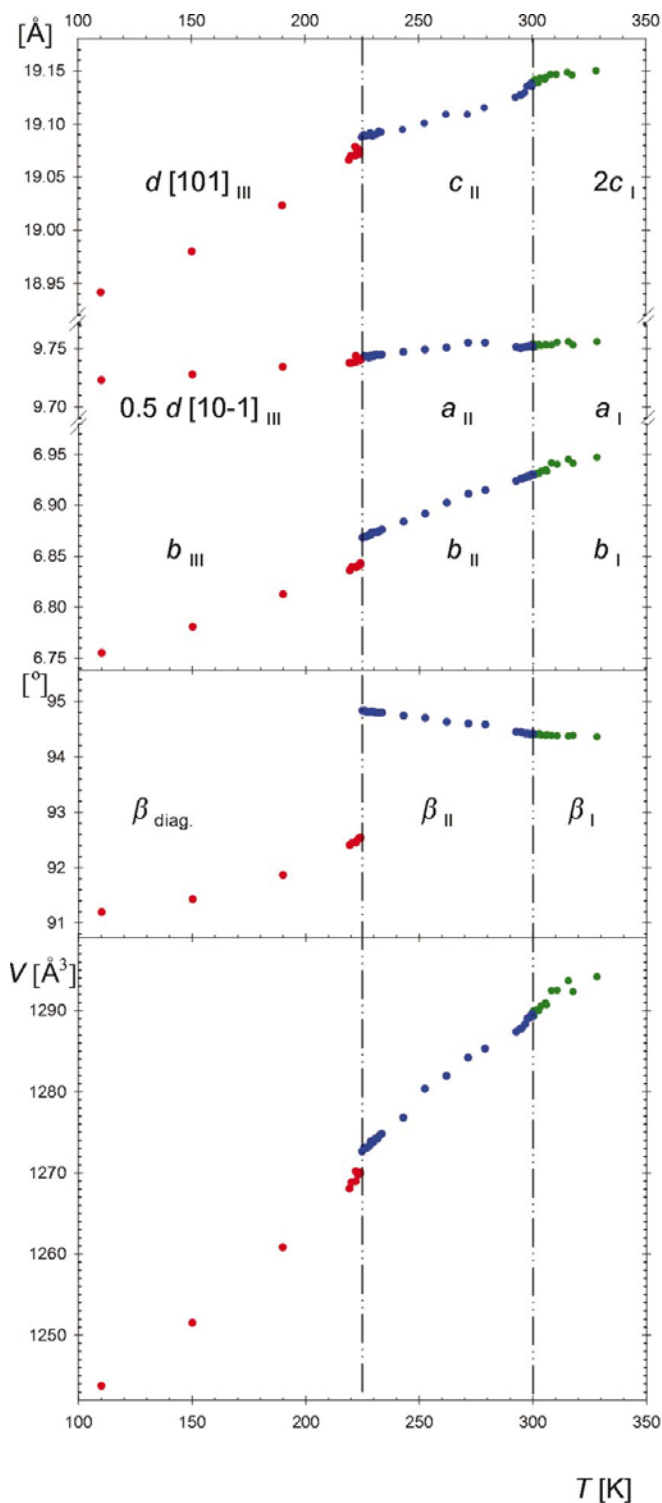 100 150 200 250 300 350
[Å]
19.15
19.10
19.05
d [101] III c II 2c I
19.00
18.95
9.75
9.70 0.5 d [10-1] III a II a I
6.95
6.90
6.85 b III b II b I
6.80
6.75
[º]
95
94
93 β diag. β II β I
92
91
V [Å³]
1290
1280
1270
1260
1250
100 150 200 250 300 350
T [K]